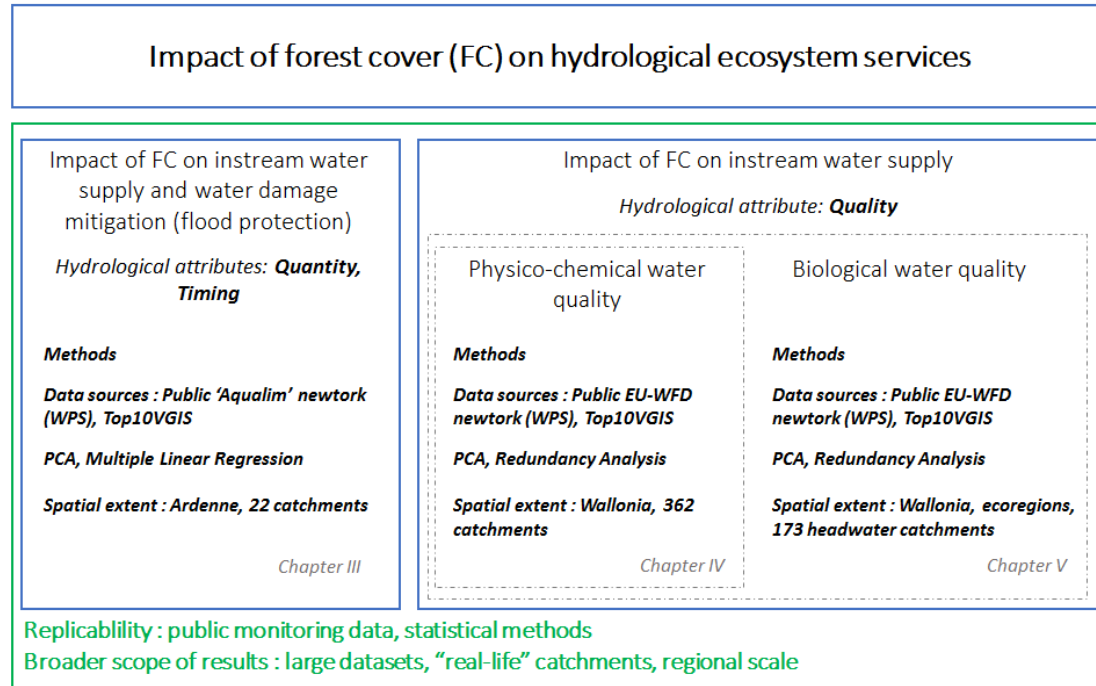 Impact of forest cover (FC) on hydrological ecosystem services
Impact of FC on instream water
supply and water damage
mitigation (flood protection)
Hydrological attributes: Quantity,
Timing
Methods
Data sources : Public ‘Aqualim’ newtork
(WPS), Top10VGIS
PCA, Multiple Linear Regression
Spatial extent : Ardenne, 22 catchments
Chapter III
Impact of FC on instream water supply
Hydrological attribute: Quality
Physico-chemical water
quality
Methods
Data sources : Public EU-WFD
newtork (WPS), Top10VGIS
PCA, Redundancy Analysis
Spatial extent : Wallonia, 362
catchments
Chapter IV
Biological water quality
Methods
Data sources : Public EU-WFD
newtork (WPS), Top10VGIS
PCA, Redundancy Analysis
Spatial extent : Wallonia, ecoregions,
173 headwater catchments
Chapter V
Replicablility : public monitoring data, statistical methods
Broader scope of results : large datasets, “real-life” catchments, regional scale